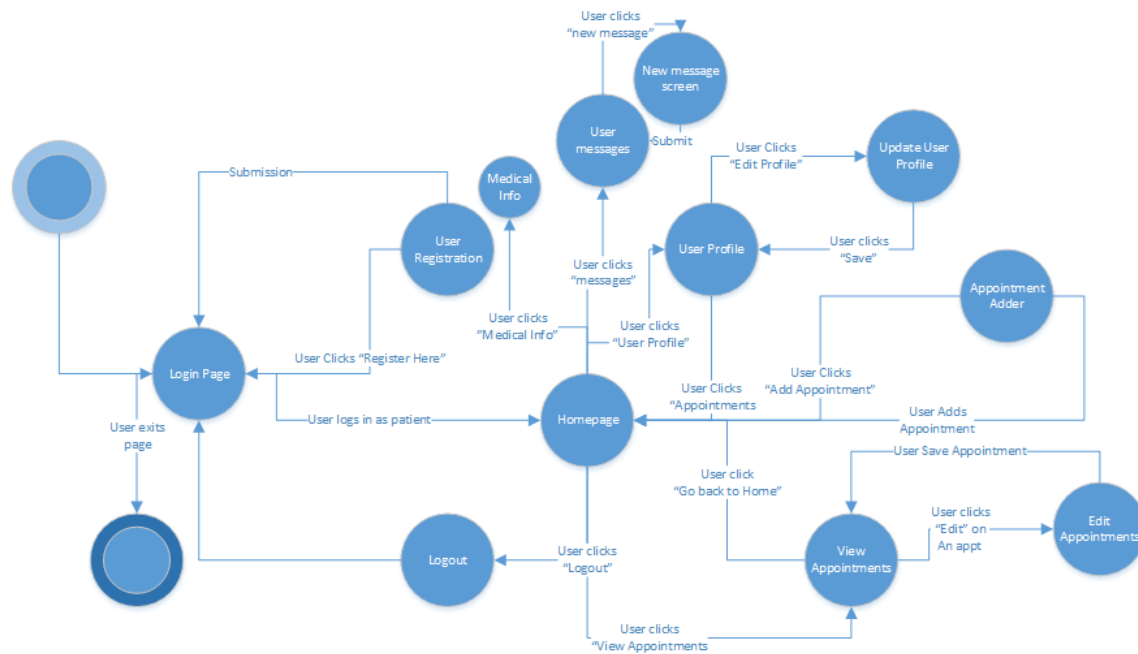 User clicks
“new message”
New message
screen
User
messages
Submit
User Clicks
“Edit Profile”
Update User
Profile
Submission
Medical
Info
User
Registration
User Profile
User clicks
“Save”
User clicks
“messages”
Appointment
Adder
User clicks
”Medical Info”
User clicks
“User Profile”
User Clicks “Register Here”
Login Page
User Clicks
“Add Appointment”
User Clicks
“Appointments
User logs in as patient
Homepage
User Adds
Appointment
User exits
page
User Save Appointment
User click
“Go back to Home”
User clicks
“Edit” on
An appt
Edit
Appointments
User clicks
“Logout”
Logout
View
Appointments
User clicks
“View Appointments